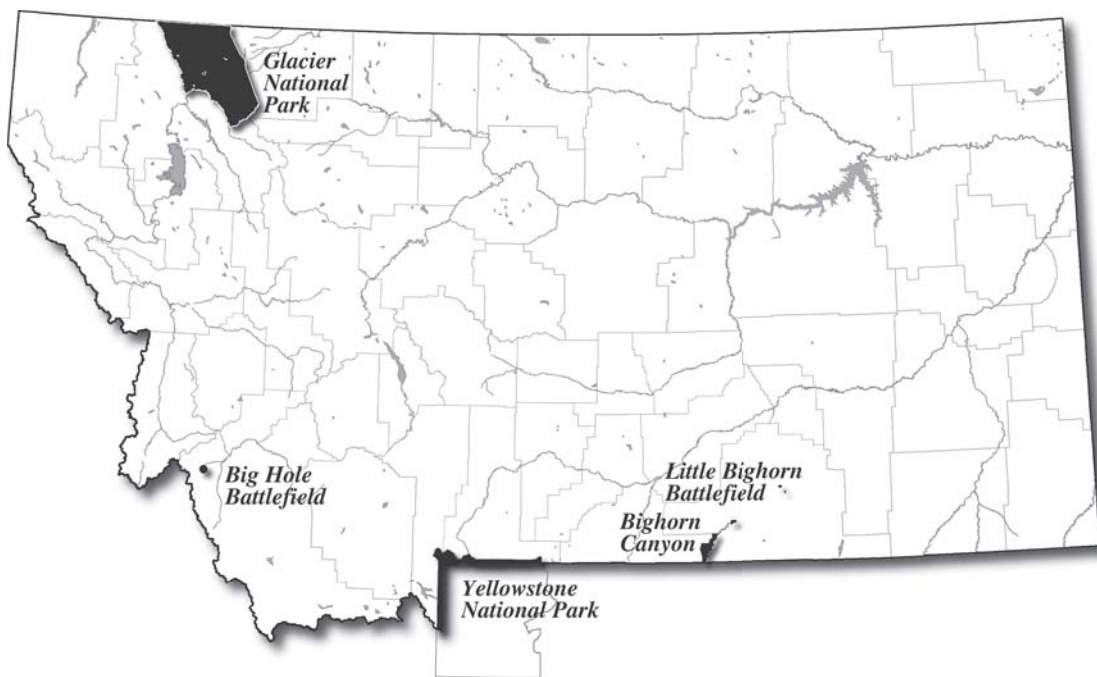 Glacier
National
Park
Big Hole
Battlefield
Little Bighorn
Battlefield
Bighorn
Canyon
Yellowstone
National Park